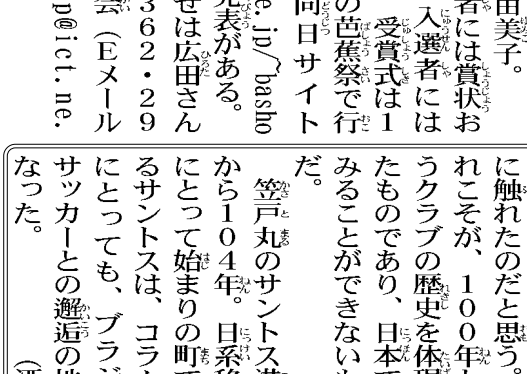 由美子。
者には賞状お
入選者には
受賞式は1
の芭蕉祭で行
同日サイト
e.jp/~basho
発表がある。
せは広田さん
362・29
会（Eメール
p@ict.ne.
に触れたのだと思う。
れこそが、100年
うクラブの歴史を体現
たものであり、日本で
みることができない
だ。
笠戸丸のサントス
から104年。日系移
にとって始まりの町で
るサントスは、コラ
にとっても、ブラジ
サッカーとの邂逅の地
なった。